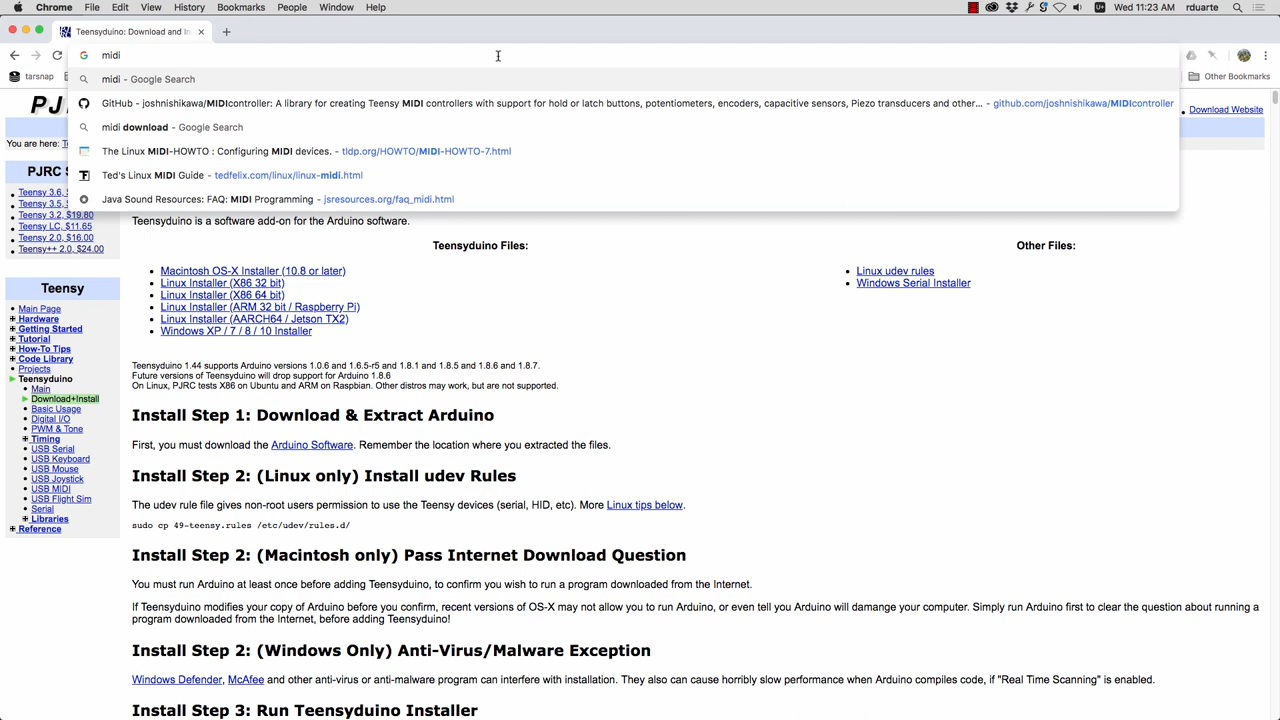 Chrome File Edit View History Bookmarks People Window Help Wed 11:23 AM rduarte
Teensyduino: Download and In
midi
tarsnap Other Bookmarks
midi – Google Search
GitHub - joshnishikawa/MIDIcontroller: A library for creating Teensy MIDI controllers with support for hold or latch buttons, potentiometers, encoders, capacitive sensors, Piezo transducers and other... – github.com/joshnishikawa/MIDIcontroller
midi download – Google Search
The Linux MIDI-HOWTO : Configuring MIDI devices. – tldp.org/HOWTO/MIDI-HOWTO-7.html
Ted's Linux MIDI Guide – tedfelix.com/linux/linux-midi.html
Java Sound Resources: FAQ: MIDI Programming – jsresources.org/faq_midi.html
Download Website
You are here:
PJRC
Teensy 3.6,
Teensy 3.5,
Teensy 3.2, $19.80
Teensy LC, $11.65
Teensy 2.0, $16.00
Teensy++ 2.0, $24.00
Teensy
Main Page
Hardware
Getting Started
Tutorial
How-To Tips
Code Library
Projects
Teensyduino
Main
Download+Install
Basic Usage
Digital I/O
PWM & Tone
Timing
USB Serial
USB Keyboard
USB Mouse
USB Joystick
USB MIDI
USB Flight Sim
Serial
Libraries
Reference
Teensyduino is a software add-on for the Arduino software.
Teensyduino Files:
Macintosh OS-X Installer (10.8 or later)
Linux Installer (X86 32 bit)
Linux Installer (X86 64 bit)
Linux Installer (ARM 32 bit / Raspberry Pi)
Linux Installer (AARCH64 / Jetson TX2)
Windows XP / 7 / 8 / 10 Installer
Other Files:
Linux udev rules
Windows Serial Installer
Teensyduino 1.44 supports Arduino versions 1.0.6 and 1.6.5-r5 and 1.8.1 and 1.8.5 and 1.8.6 and 1.8.7.
Future versions of Teensyduino will drop support for Arduino 1.8.6
On Linux, PJRC tests X86 on Ubuntu and ARM on Raspbian. Other distros may work, but are not supported.
Install Step 1: Download & Extract Arduino
First, you must download the Arduino Software. Remember the location where you extracted the files.
Install Step 2: (Linux only) Install udev Rules
The udev rule file gives non-root users permission to use the Teensy devices (serial, HID, etc). More Linux tips below.
sudo cp 49-teensy.rules /etc/udev/rules.d/
Install Step 2: (Macintosh only) Pass Internet Download Question
You must run Arduino at least once before adding Teensyduino, to confirm you wish to run a program downloaded from the Internet.
If Teensyduino modifies your copy of Arduino before you confirm, recent versions of OS-X may not allow you to run Arduino, or even tell you Arduino will damange your computer. Simply run Arduino first to clear the question about running a
program downloaded from the Internet, before adding Teensyduino!
Install Step 2: (Windows Only) Anti-Virus/Malware Exception
Windows Defender, McAfee and other anti-virus or anti-malware program can interfere with installation. They also can cause horribly slow performance when Arduino compiles code, if "Real Time Scanning" is enabled.
Install Step 3: Run Teensyduino Installer